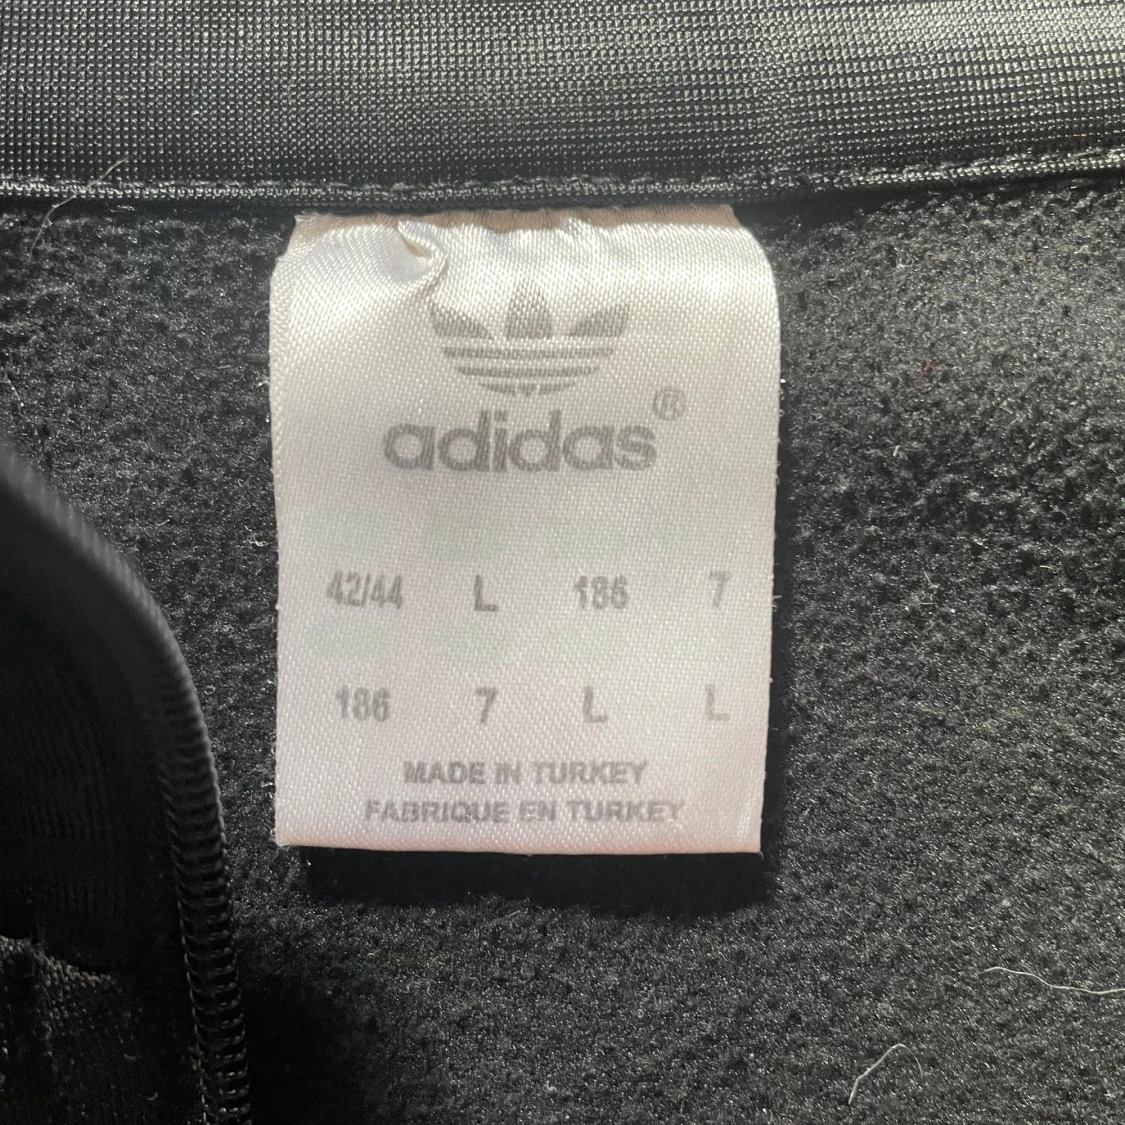 adidas®
42/44 L 186 7
186 7 L L
MADE IN TURKEY
FABRIQUE EN TURKEY